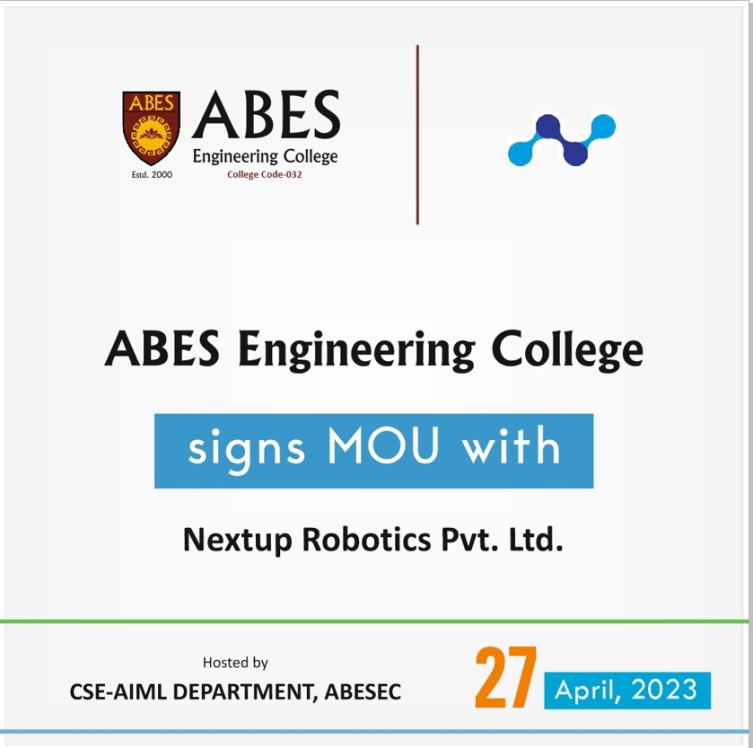 ABES
ABES
Engineering College
Estd. 2000
College Code-032
ABES Engineering College
signs MOU with
Nextup Robotics Pvt. Ltd.
Hosted by
CSE-AIML DEPARTMENT, ABESEC
27 April, 2023